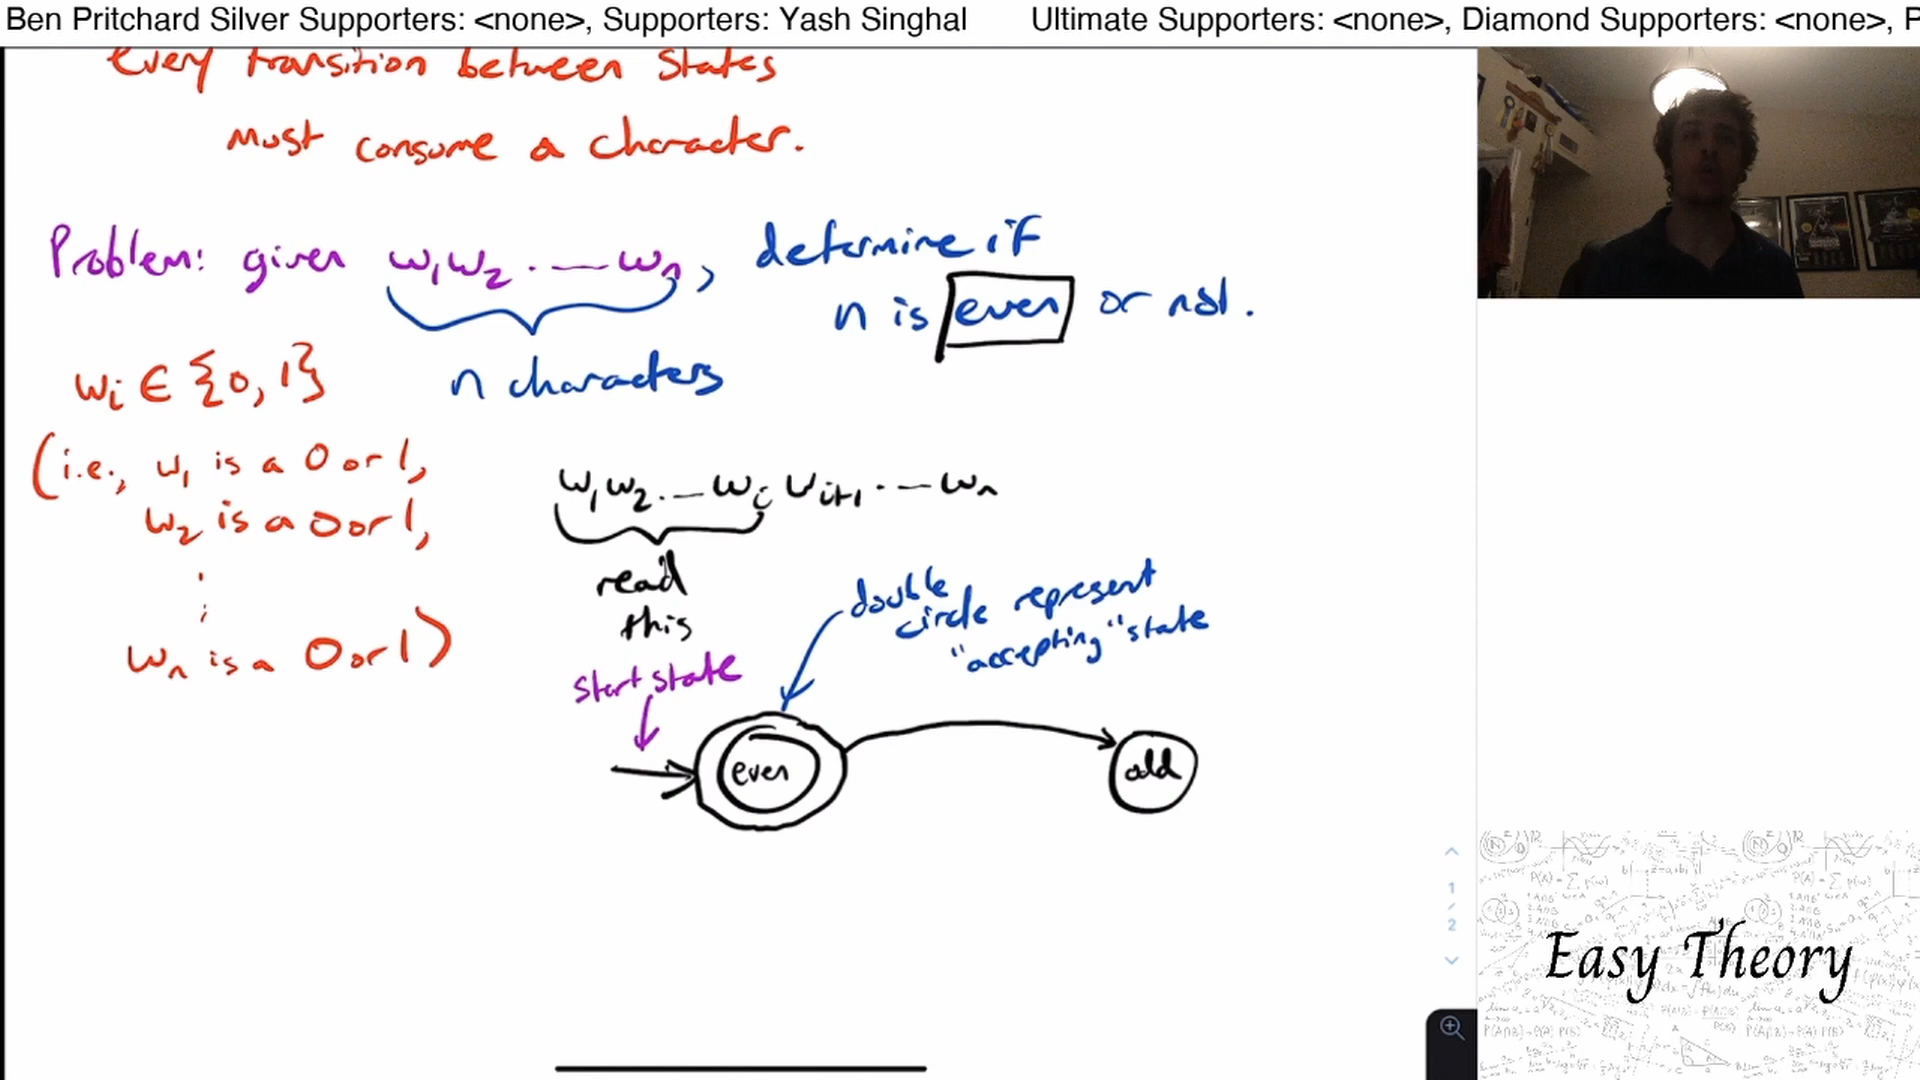 Ben Pritchard Silver Supporters: <none>, Supporters: Yash Singhal Ultimate Supporters: <none>, Diamond Supporters: <none>, P
every transition between states
must consume a character.
Problem: given w₁w₂.—wₙ, determine if
n is even or not.
n characters
wᵢ ∈ {0,1}
(i.e., w₁ is a 0 or 1,
w₂ is a 0 or 1,
⋮
wₙ is a 0 or 1)
w₁w₂.—wᵢ wᵢ₊₁.—wₙ
read
this
start state
double
circle represent
"accepting" state
even
odd
1
2
Easy Theory